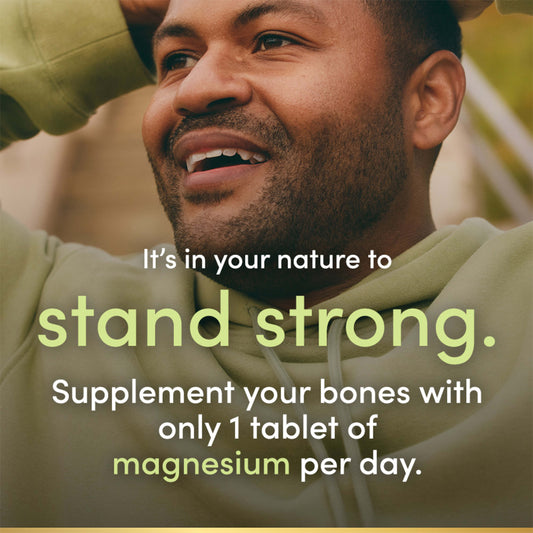 It's in your nature to
stand strong.
Supplement your bones with
only 1 tablet of
magnesium per day.